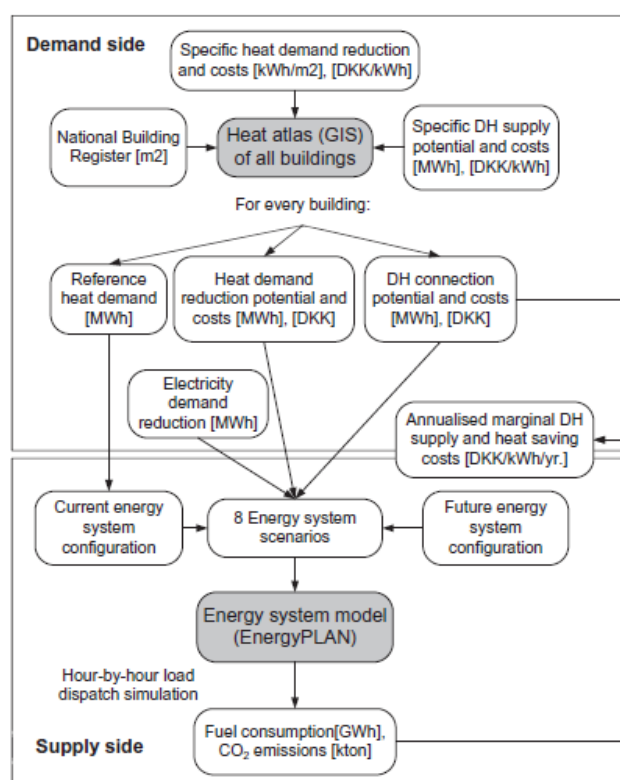 Demand side
Specific heat demand reduction
and costs [kWh/m2], [DKK/kWh]
National Building
Register [m2]
Heat atlas (GIS)
of all buildings
Specific DH supply
potential and costs
[MWh], [DKK/kWh]
For every building:
Reference
heat demand
[MWh]
Heat demand
reduction potential and
costs [MWh], [DKK]
DH connection
potential and costs
[MWh], [DKK]
Electricity
demand
reduction [MWh]
Annualised marginal DH
supply and heat saving
costs [DKK/kWh/yr.]
Current energy
system
configuration
8 Energy system
scenarios
Future energy
system
configuration
Energy system model
(EnergyPLAN)
Hour-by-hour load
dispatch simulation
Fuel consumption[GWh],
CO₂ emissions [kton]
Supply side